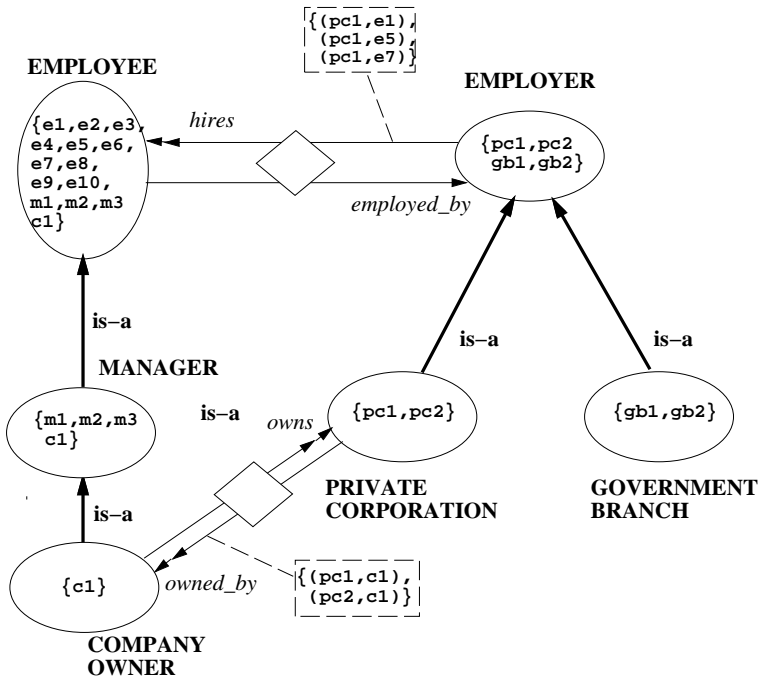 {(pc1,e1),
(pc1,e5),
(pc1,e7)}
EMPLOYEE
EMPLOYER
hires
{e1,e2,e3,
e4,e5,e6,
e7,e8,
e9,e10,
m1,m2,m3
c1}
{pc1,pc2
gb1,gb2}
employed_by
is–a
is–a
is–a
MANAGER
{m1,m2,m3
c1}
is–a
owns
{pc1,pc2}
{gb1,gb2}
PRIVATE
CORPORATION
GOVERNMENT
BRANCH
is–a
{c1}
owned_by
{(pc1,c1),
(pc2,c1)}
COMPANY
OWNER